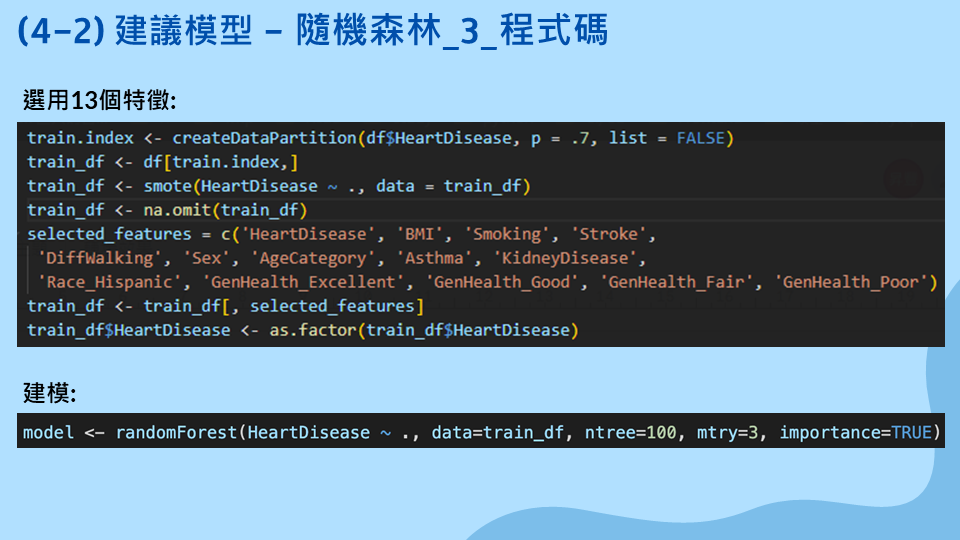 (4-2) 建議模型 - 隨機森林_3_程式碼
選用13個特徵:
train.index <- createDataPartition(df$HeartDisease, p = .7, list = FALSE)
train_df <- df[train.index,]
train_df <- smote(HeartDisease ~ ., data = train_df)
train_df <- na.omit(train_df)
selected_features = c('HeartDisease', 'BMI', 'Smoking', 'Stroke',
'DiffWalking', 'Sex', 'AgeCategory', 'Asthma', 'KidneyDisease',
'Race_Hispanic', 'GenHealth_Excellent', 'GenHealth_Good', 'GenHealth_Fair', 'GenHealth_Poor')
train_df <- train_df[, selected_features]
train_df$HeartDisease <- as.factor(train_df$HeartDisease)
建模:
model <- randomForest(HeartDisease ~ ., data=train_df, ntree=100, mtry=3, importance=TRUE)